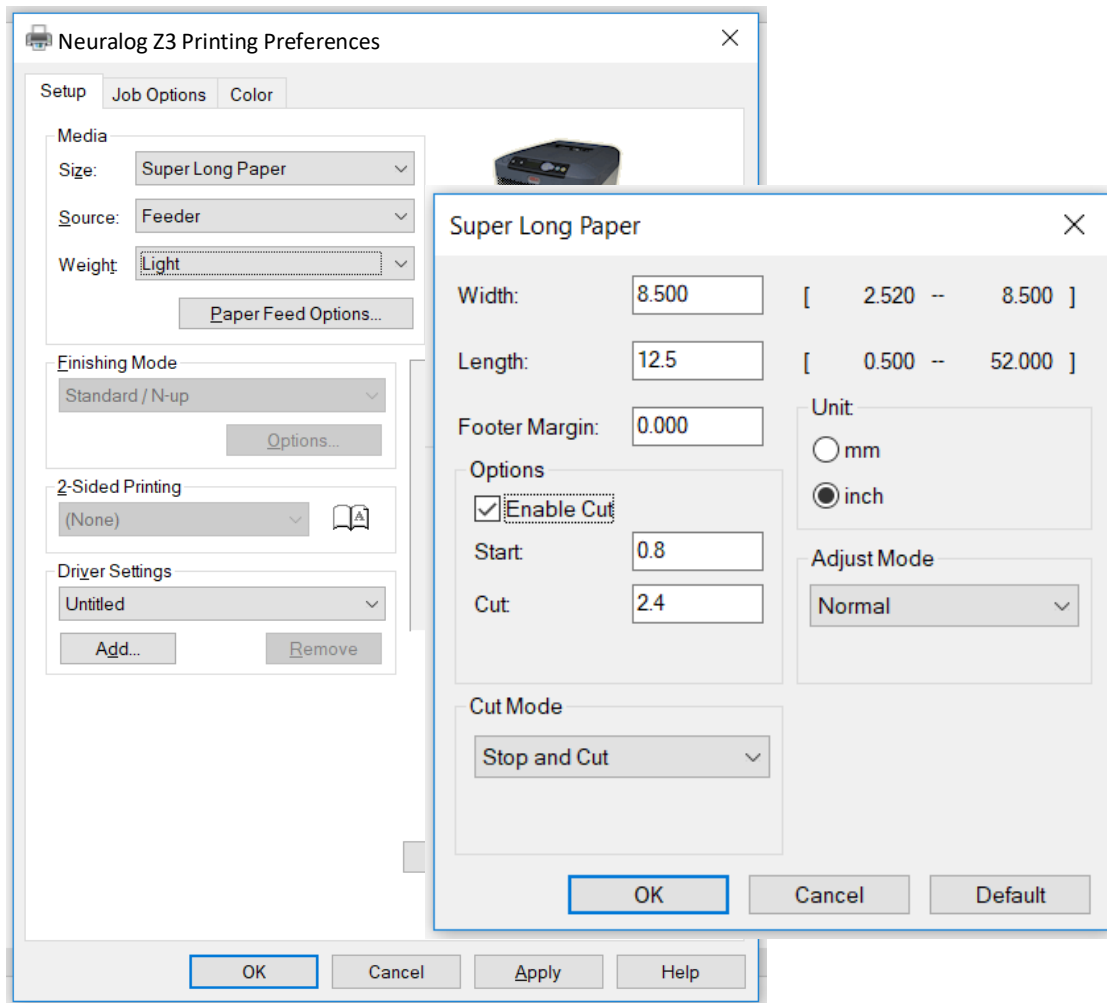 Neuralog Z3 Printing Preferences
Setup Job Options Color
Media
Size: Super Long Paper
Source: Feeder
Weight: Light
Paper Feed Options...
Finishing Mode
Standard / N-up
Options...
2-Sided Printing
(None)
A
Driver Settings
Untitled
Add... Remove
OK Cancel Apply Help
Super Long Paper
Width: 8.500 [ 2.520 -- 8.500 ]
Length: 12.5 [ 0.500 -- 52.000 ]
Footer Margin: 0.000
Unit:
mm
inch
Options
Enable Cut
Start: 0.8
Cut: 2.4
Adjust Mode
Normal
Cut Mode
Stop and Cut
OK Cancel Default